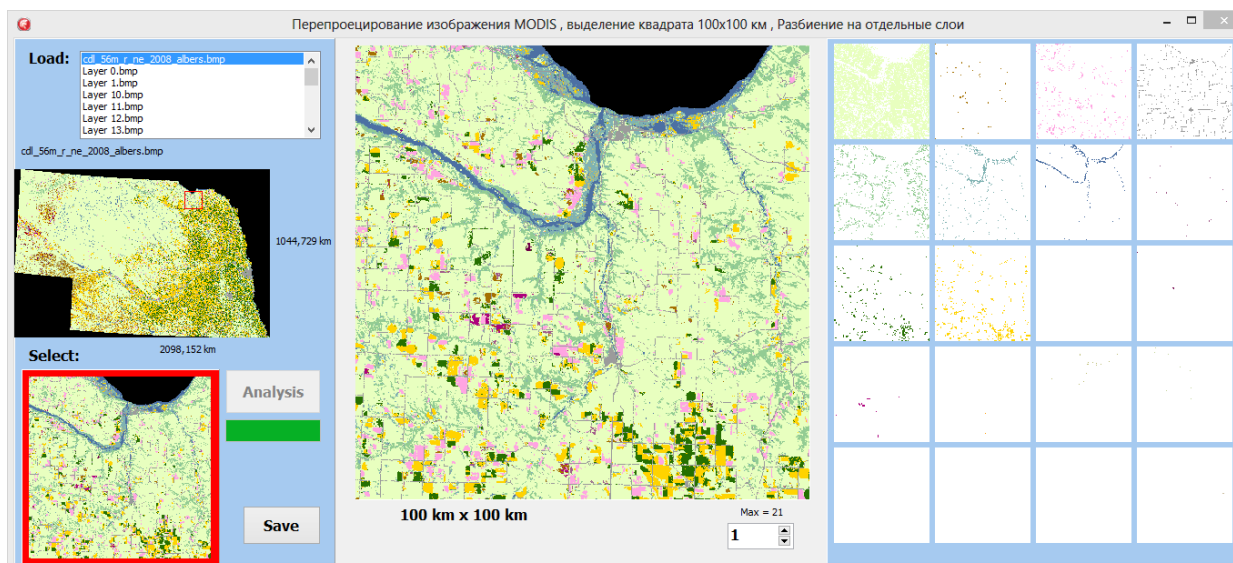 Перепроецирование изображения MODIS , выделение квадрата 100x100 км , Разбиение на отдельные слои
Load:
cdl_56m_r_ne_2008_albers.bmp
Layer 0.bmp
Layer 1.bmp
Layer 10.bmp
Layer 11.bmp
Layer 12.bmp
Layer 13.bmp
cdl_56m_r_ne_2008_albers.bmp
1044,729 km
2098,152 km
Select:
Analysis
Save
100 km x 100 km
Max = 21
1